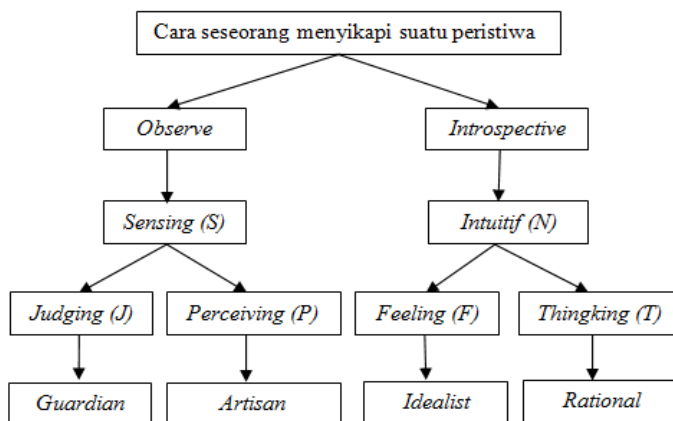 Cara seseorang menyikapi suatu peristiwa
Observe
Introspective
Sensing (S)
Intuitif (N)
Judging (J)
Perceiving (P)
Feeling (F)
Thingking (T)
Guardian
Artisan
Idealist
Rational